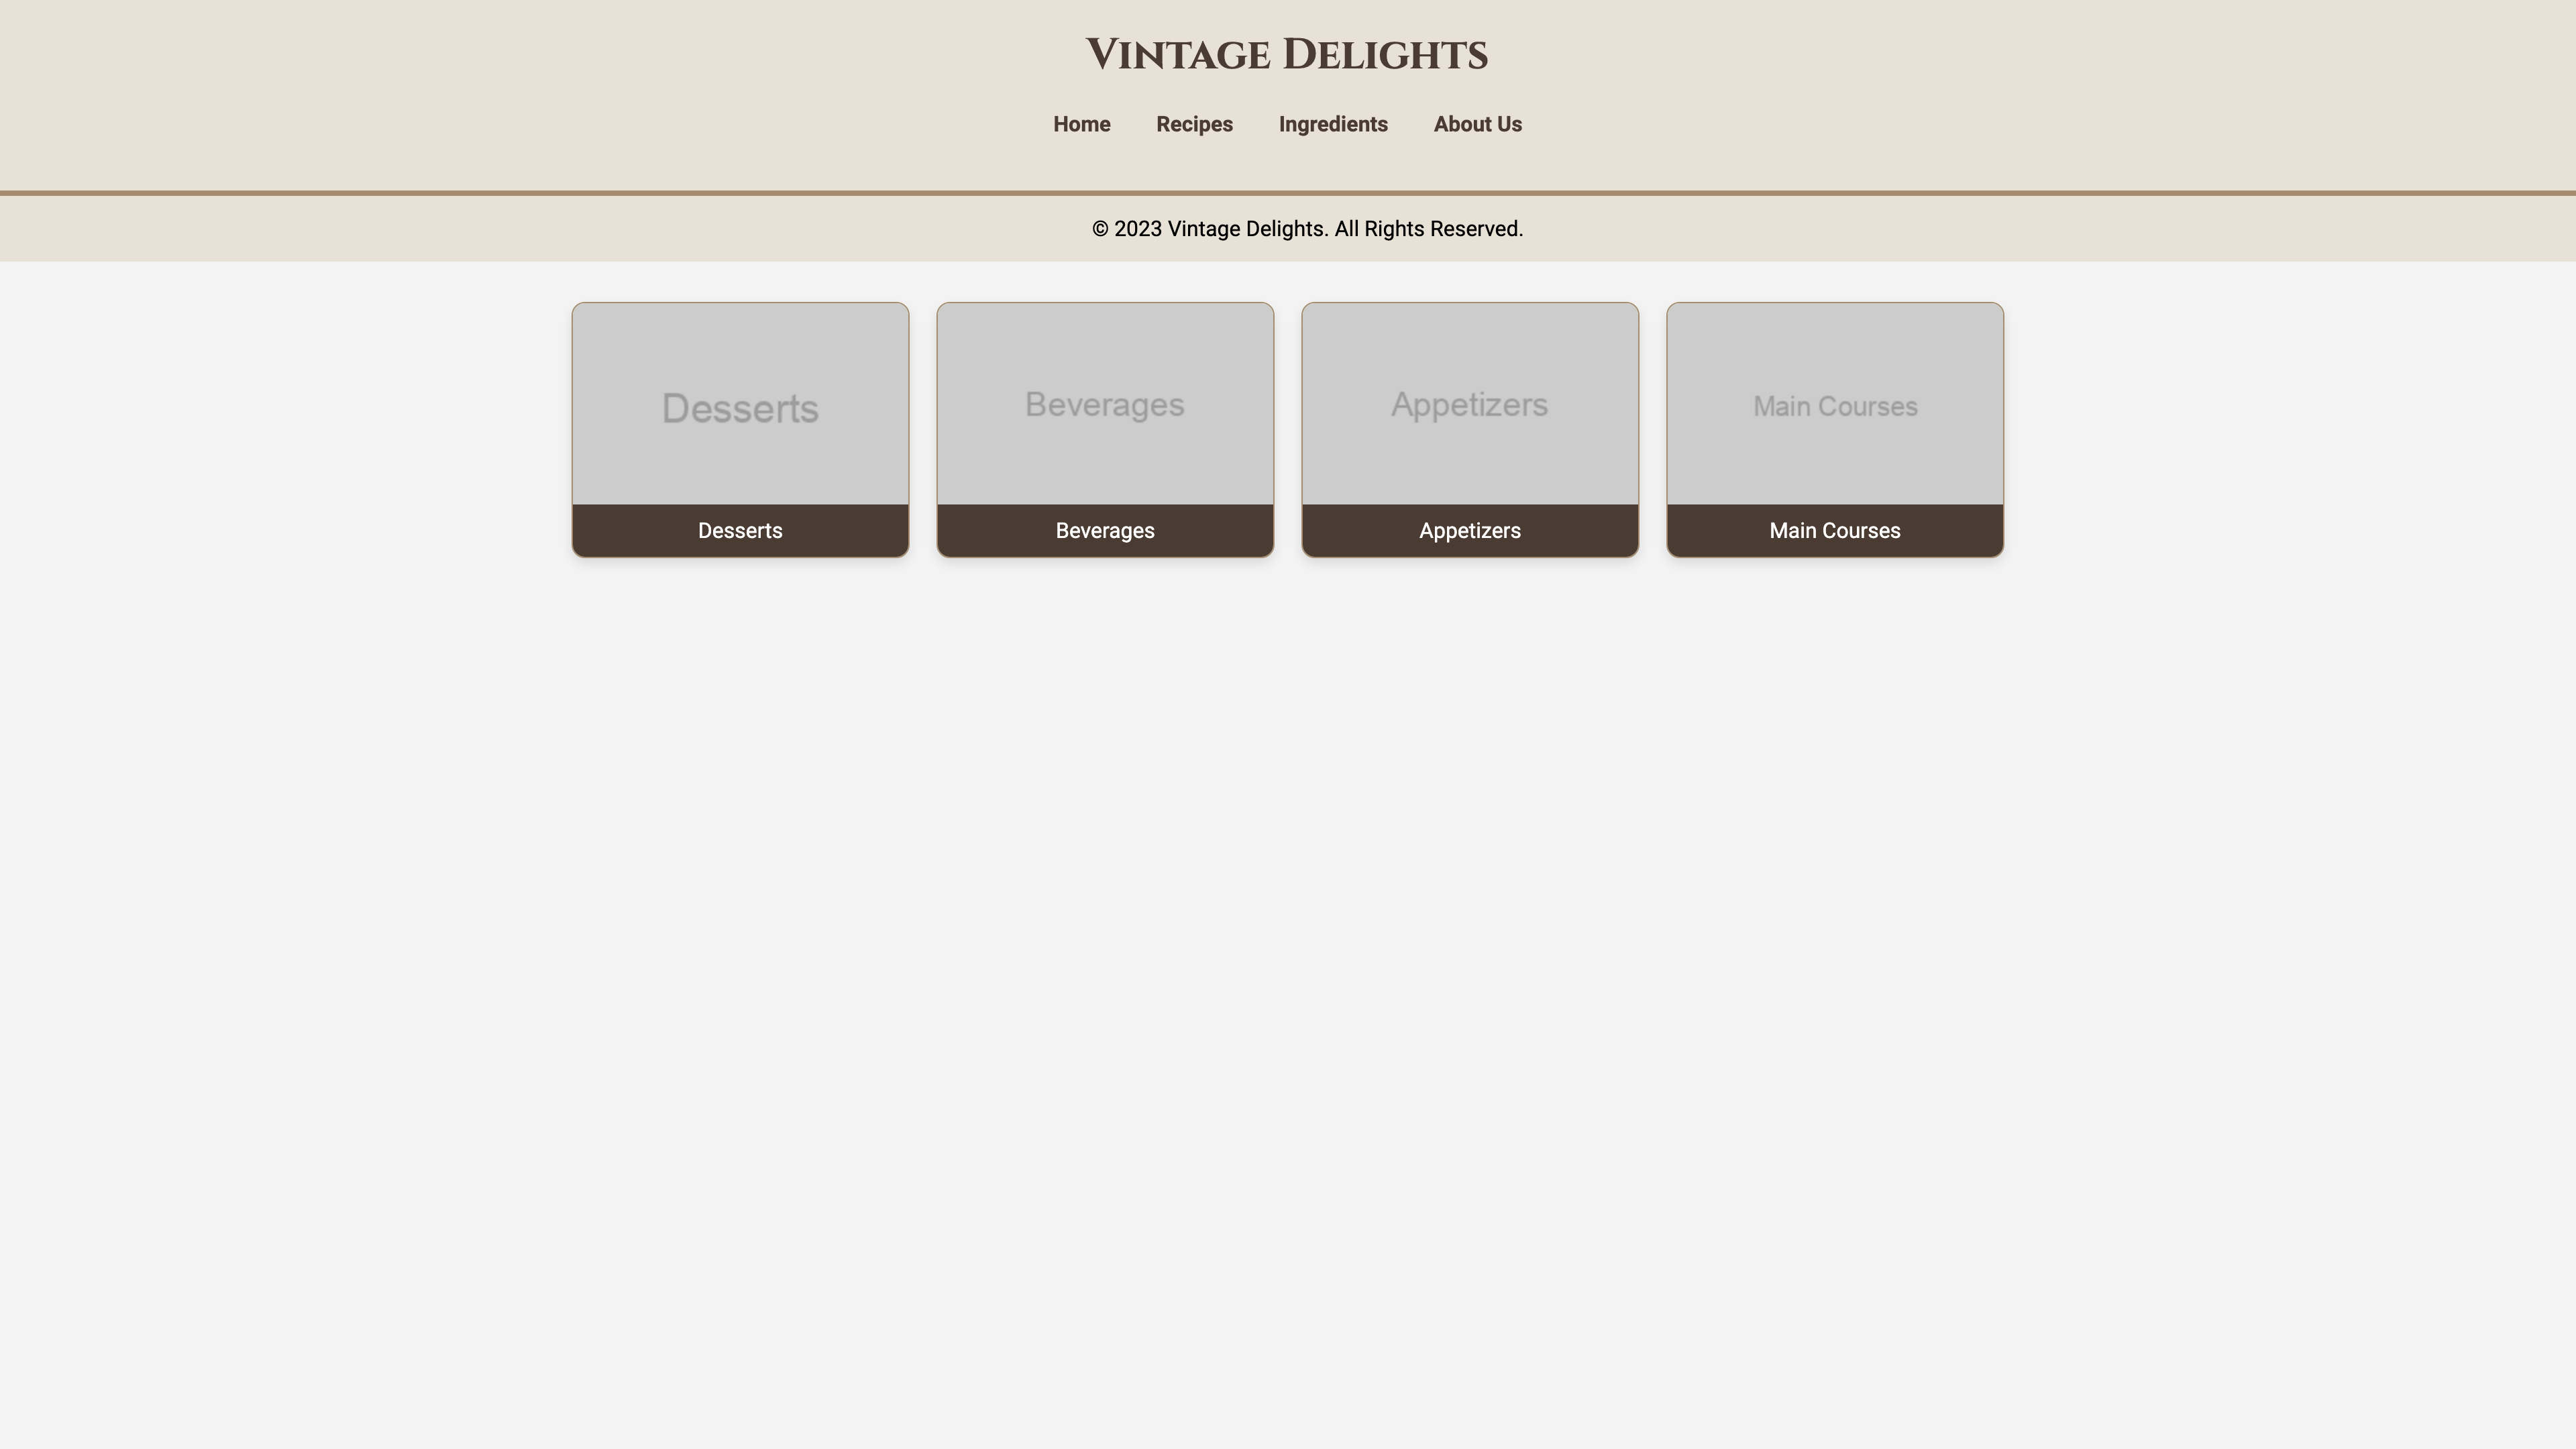 Vintage Delights
Home Recipes Ingredients About Us
© 2023 Vintage Delights. All Rights Reserved.
Desserts Beverages Appetizers Main Courses
Desserts Beverages Appetizers Main Courses